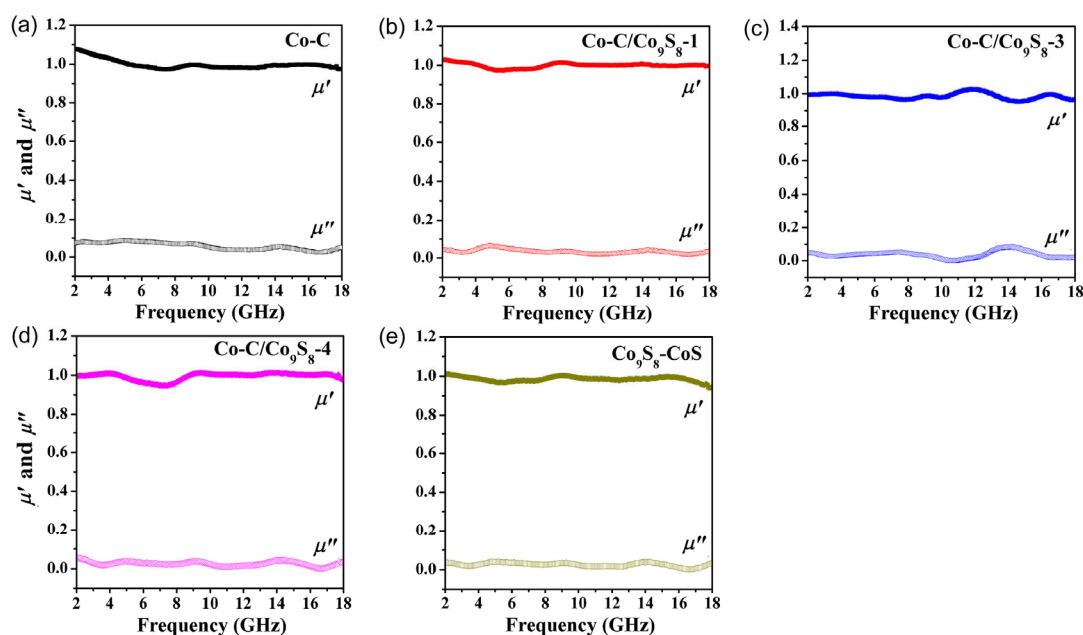 (a)
Co-C
1.2
1.0
0.8
0.6
0.4
0.2
0.0
μ′
μ″
μ′ and μ″
2 4 6 8 10 12 14 16 18
Frequency (GHz)
(b)
Co-C/Co₉S₈-1
1.2
1.0
0.8
0.6
0.4
0.2
0.0
μ′
μ″
2 4 6 8 10 12 14 16 18
Frequency (GHz)
(c)
Co-C/Co₉S₈-3
1.4
1.2
1.0
0.8
0.6
0.4
0.2
0.0
μ′
μ″
2 4 6 8 10 12 14 16 18
Frequency (GHz)
(d)
Co-C/Co₉S₈-4
1.2
1.0
0.8
0.6
0.4
0.2
0.0
μ′
μ″
μ′ and μ″
2 4 6 8 10 12 14 16 18
Frequency (GHz)
(e)
Co₉S₈-CoS
1.2
1.0
0.8
0.6
0.4
0.2
0.0
μ′
μ″
2 4 6 8 10 12 14 16 18
Frequency (GHz)